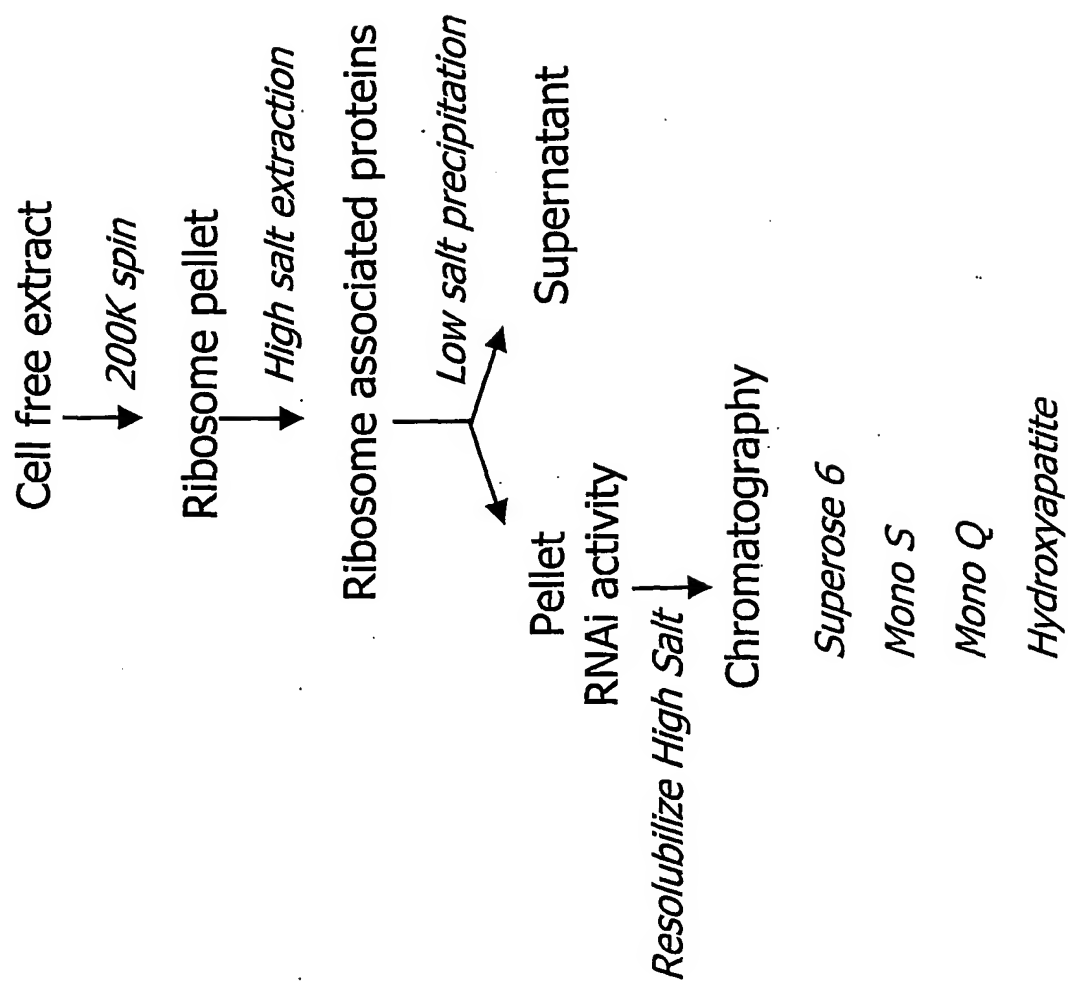 Cell free extract
200K spin
Ribosome pellet
High salt extraction
Ribosome associated proteins
Low salt precipitation
Pellet
RNAi activity
Supernatant
Resolubilize High Salt
Chromatography
Superose 6
Mono S
Mono Q
Hydroxyapatite